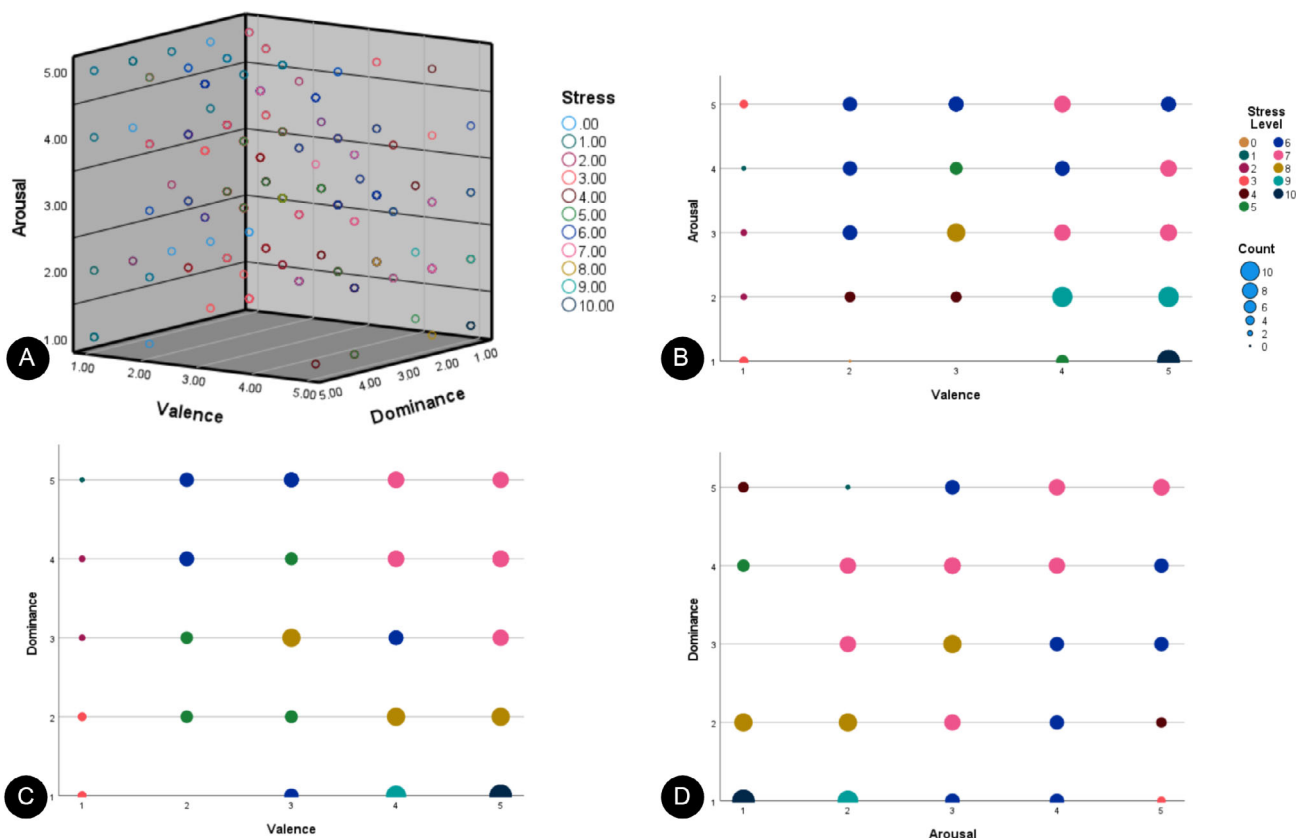 5.00
4.00
3.00
2.00
1.00
Arousal
1.00
2.00
3.00
4.00
5.00
Valence
5.00
4.00
3.00
2.00
1.00
Dominance
Stress
.00
1.00
2.00
3.00
4.00
5.00
6.00
7.00
8.00
9.00
10.00
A
5
4
3
2
1
Arousal
1 2 3 4 5
Valence
Stress
Level
0 6
1 7
2 8
3 9
4 10
5
Count
10
8
6
4
2
0
B
5
4
3
2
1
Dominance
1 2 3 4 5
Valence
C
5
4
3
2
1
Dominance
1 2 3 4 5
Arousal
D